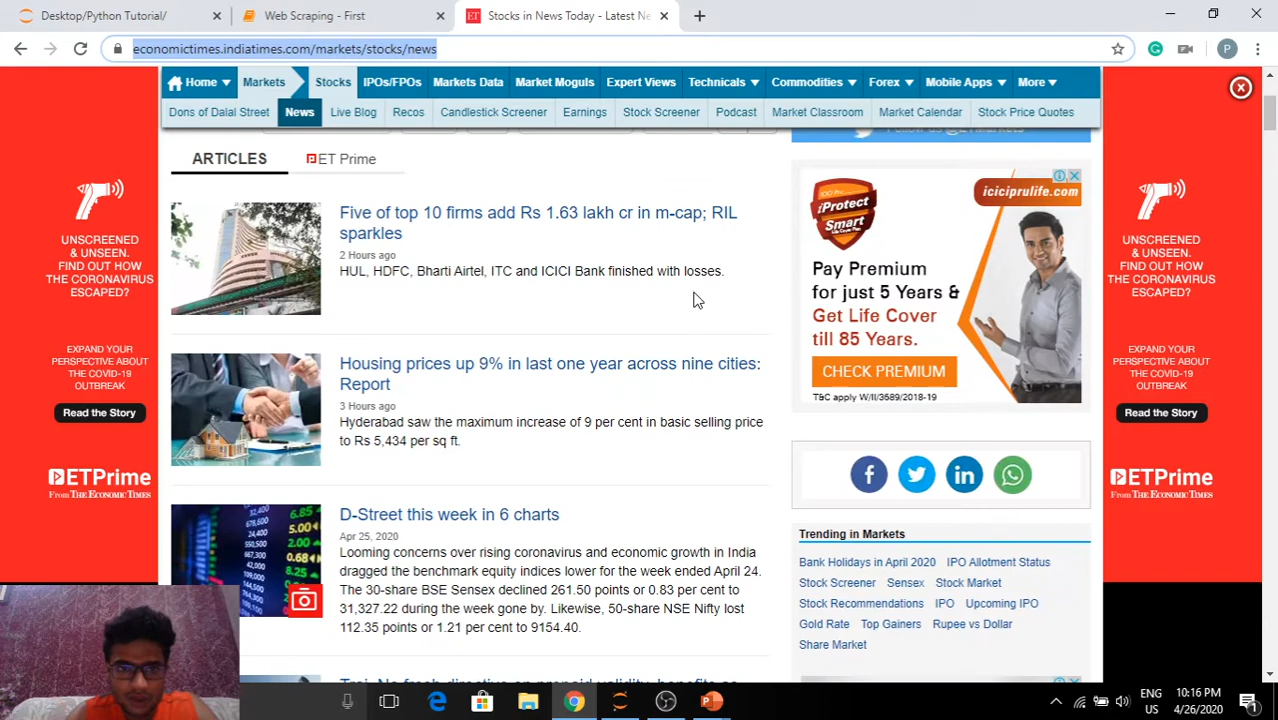 Desktop/Python Tutorial/
Web Scraping - First
ET Stocks in News Today - Latest Ne
economictimes.indiatimes.com/markets/stocks/news
P
Home Markets Stocks IPOs/FPOs Markets Data Market Moguls Expert Views Technicals Commodities Forex Mobile Apps More
Dons of Dalal Street News Live Blog Recos Candlestick Screener Earnings Stock Screener Podcast Market Classroom Market Calendar Stock Price Quotes
Follow us @ETMarkets
ARTICLES
ET Prime
Five of top 10 firms add Rs 1.63 lakh cr in m-cap; RIL
sparkles
2 Hours ago
HUL, HDFC, Bharti Airtel, ITC and ICICI Bank finished with losses.
Housing prices up 9% in last one year across nine cities:
Report
3 Hours ago
Hyderabad saw the maximum increase of 9 per cent in basic selling price
to Rs 5,434 per sq ft.
D-Street this week in 6 charts
Apr 25, 2020
Looming concerns over rising coronavirus and economic growth in India
dragged the benchmark equity indices lower for the week ended April 24.
The 30-share BSE Sensex declined 261.50 points or 0.83 per cent to
31,327.22 during the week gone by. Likewise, 50-share NSE Nifty lost
112.35 points or 1.21 per cent to 9154.40.
UNSCREENED
& UNSEEN.
FIND OUT HOW
THE CORONAVIRUS
ESCAPED?
EXPAND YOUR
PERSPECTIVE ABOUT
THE COVID-19
OUTBREAK
Read the Story
ETPrime
From THE ECONOMIC TIMES
iciciprulife.com
iProtect
Smart
Pay Premium
for just 5 Years &
Get Life Cover
till 85 Years.
CHECK PREMIUM
T&C apply W/II/3589/2018-19
Trending in Markets
Bank Holidays in April 2020 IPO Allotment Status
Stock Screener Sensex Stock Market
Stock Recommendations IPO Upcoming IPO
Gold Rate Top Gainers Rupee vs Dollar
Share Market
UNSCREENED
& UNSEEN.
FIND OUT HOW
THE CORONAVIRUS
ESCAPED?
EXPAND YOUR
PERSPECTIVE ABOUT
THE COVID-19
OUTBREAK
Read the Story
ETPrime
From THE ECONOMIC TIMES
ENG
US
10:16 PM
4/26/2020